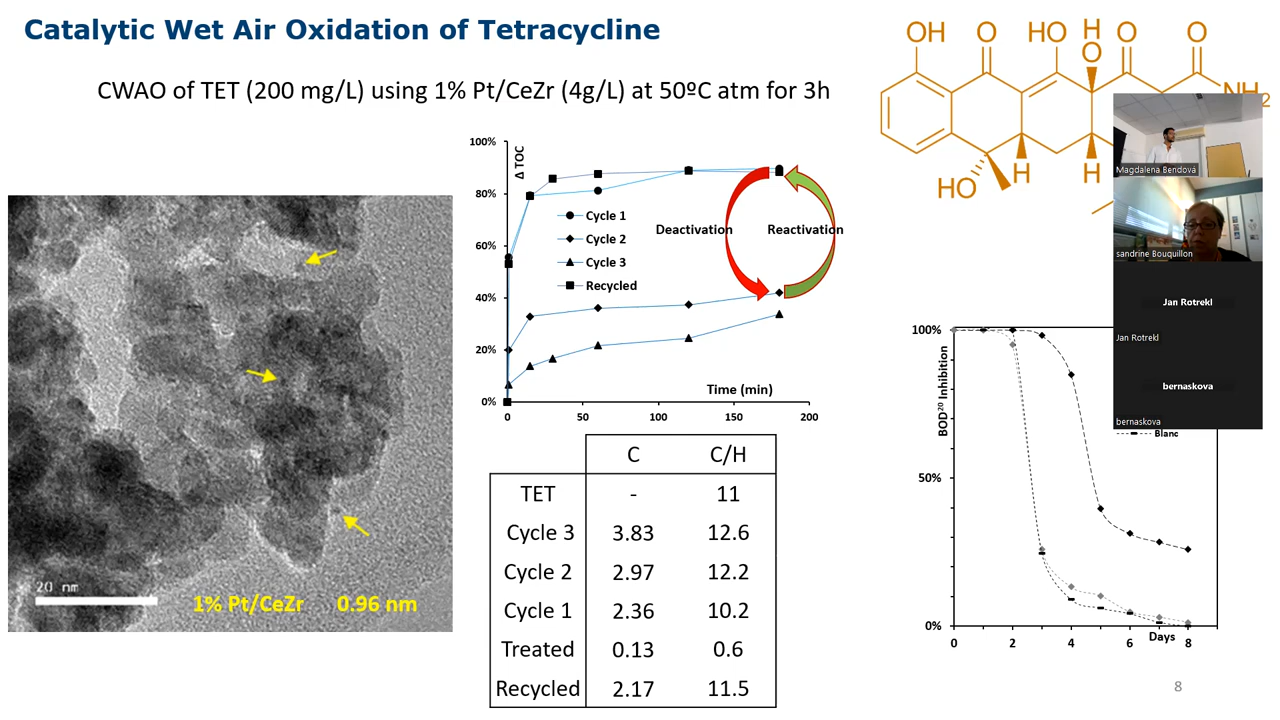 Catalytic Wet Air Oxidation of Tetracycline
CWAO of TET (200 mg/L) using 1% Pt/CeZr (4g/L) at 50ºC atm for 3h
20 nm
1% Pt/CeZr 0.96 nm
100%
80%
60%
40%
20%
0%
Δ TOC
Cycle 1
Cycle 2
Cycle 3
Recycled
Deactivation
Reactivation
Time (min)
0 50 100 150 200
C C/H
TET - 11
Cycle 3 3.83 12.6
Cycle 2 2.97 12.2
Cycle 1 2.36 10.2
Treated 0.13 0.6
Recycled 2.17 11.5
OH O HO H O O
O
NH2
HO H H
Magdalena Bendová
sandrine Bouquillon
Jan Rotrekl
Jan Rotrekl
bernaskova
bernaskova
100%
50%
0%
BOD20 Inhibition
Blanc
Days
0 2 4 6 8
8